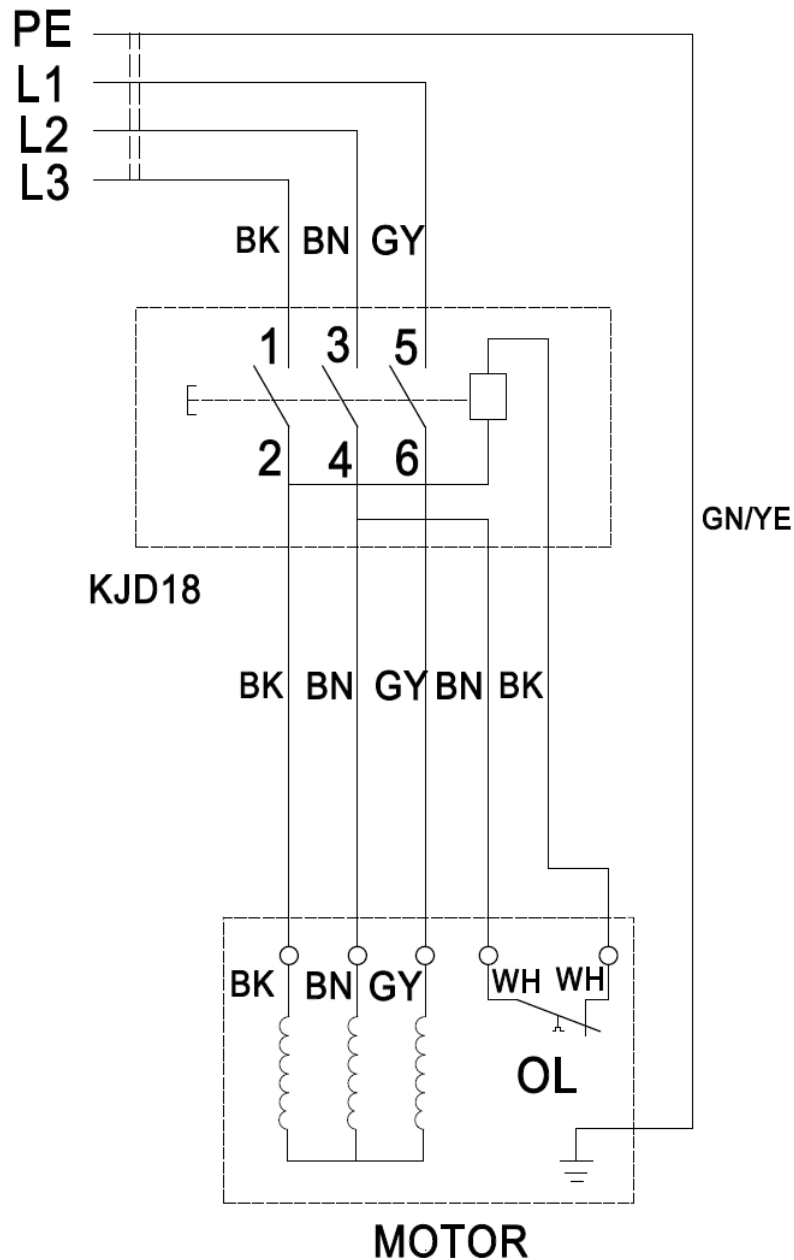 PE
L1
L2
L3
BK BN GY
1 3 5
2 4 6
GN/YE
KJD18
BK BN GY BN BK
BK BN GY WH WH
OL
MOTOR